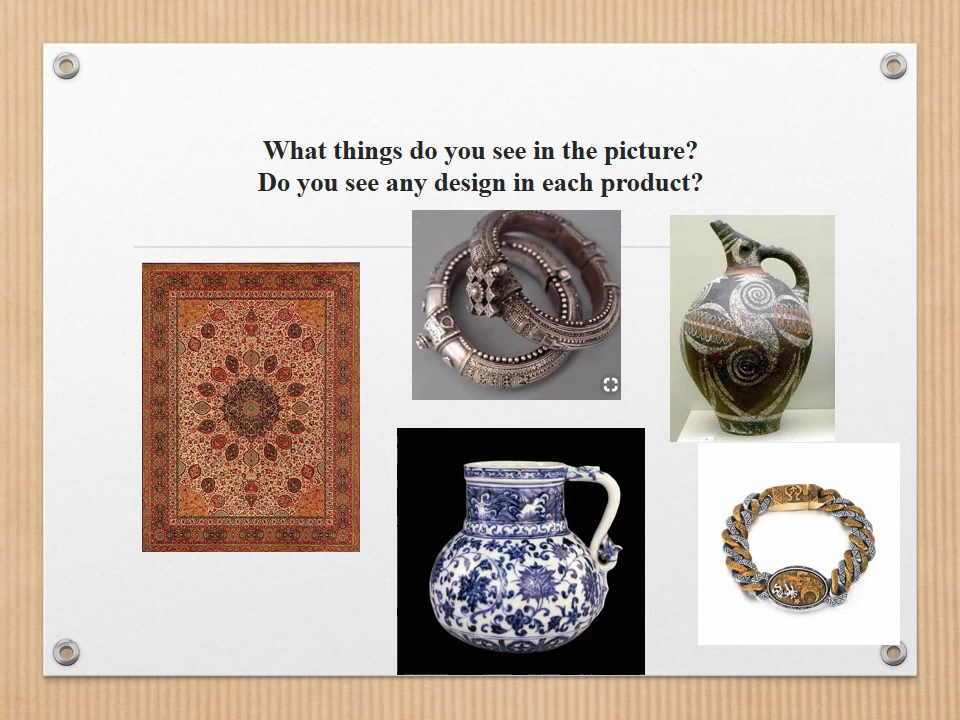 What things do you see in the picture?
Do you see any design in each product?